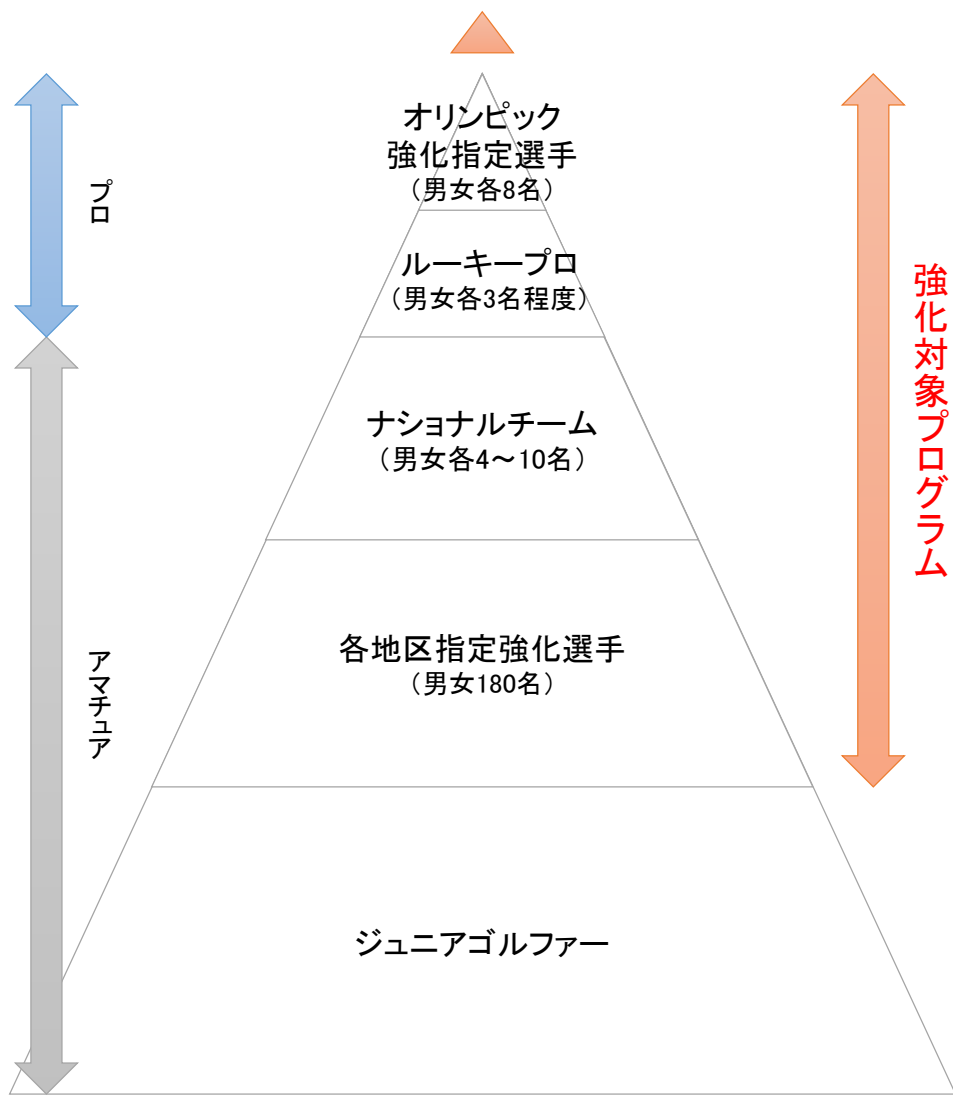 オリンピック
強化指定選手
（男女各8名）
プロ
ルーキープロ
（男女各3名程度）
強化対象プログラム
ナショナルチーム
（男女各4～10名）
各地区指定強化選手
（男女180名）
アマチュア
ジュニアゴルファー